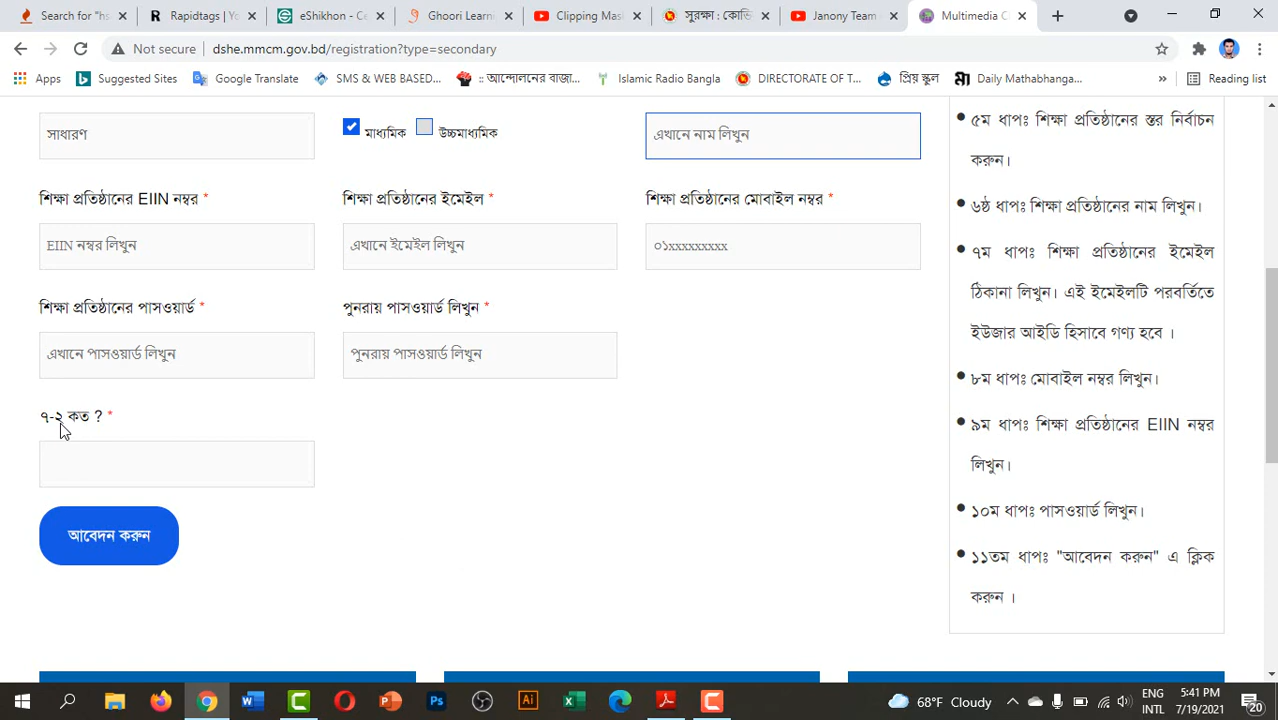 Search for Th
Rapidtags | Yo
eShikhon - Ce
Ghoori Learni
Clipping Mas
সুরক্ষা : কোভি
Janony Team
Multimedia C
Not secure
dshe.mmcm.gov.bd/registration?type=secondary
Apps
Suggested Sites
Google Translate
SMS & WEB BASED...
:: আন্দোলনের বাজা...
Islamic Radio Bangla
DIRECTORATE OF T...
প্রিয় স্কুল
Daily Mathabhanga...
»
Reading list
সাধারণ
মাধ্যমিক
উচ্চমাধ্যমিক
এখানে নাম লিখুন
শিক্ষা প্রতিষ্ঠানের EIIN নম্বর *
শিক্ষা প্রতিষ্ঠানের ইমেইল *
শিক্ষা প্রতিষ্ঠানের মোবাইল নম্বর *
EIIN নম্বর লিখুন
এখানে ইমেইল লিখুন
০১xxxxxxxxx
শিক্ষা প্রতিষ্ঠানের পাসওয়ার্ড *
পুনরায় পাসওয়ার্ড লিখুন *
এখানে পাসওয়ার্ড লিখুন
পুনরায় পাসওয়ার্ড লিখুন
৭-২ কত ? *
আবেদন করুন
• ৫ম ধাপঃ শিক্ষা প্রতিষ্ঠানের স্তর নির্বাচন
করুন।
• ৬ষ্ঠ ধাপঃ শিক্ষা প্রতিষ্ঠানের নাম লিখুন।
• ৭ম ধাপঃ শিক্ষা প্রতিষ্ঠানের ইমেইল
ঠিকানা লিখুন। এই ইমেইলটি পরবর্তিতে
ইউজার আইডি হিসাবে গণ্য হবে ।
• ৮ম ধাপঃ মোবাইল নম্বর লিখুন।
• ৯ম ধাপঃ শিক্ষা প্রতিষ্ঠানের EIIN নম্বর
লিখুন।
• ১০ম ধাপঃ পাসওয়ার্ড লিখুন।
• ১১তম ধাপঃ "আবেদন করুন" এ ক্লিক
করুন ।
68°F Cloudy
ENG
INTL
5:41 PM
7/19/2021
20